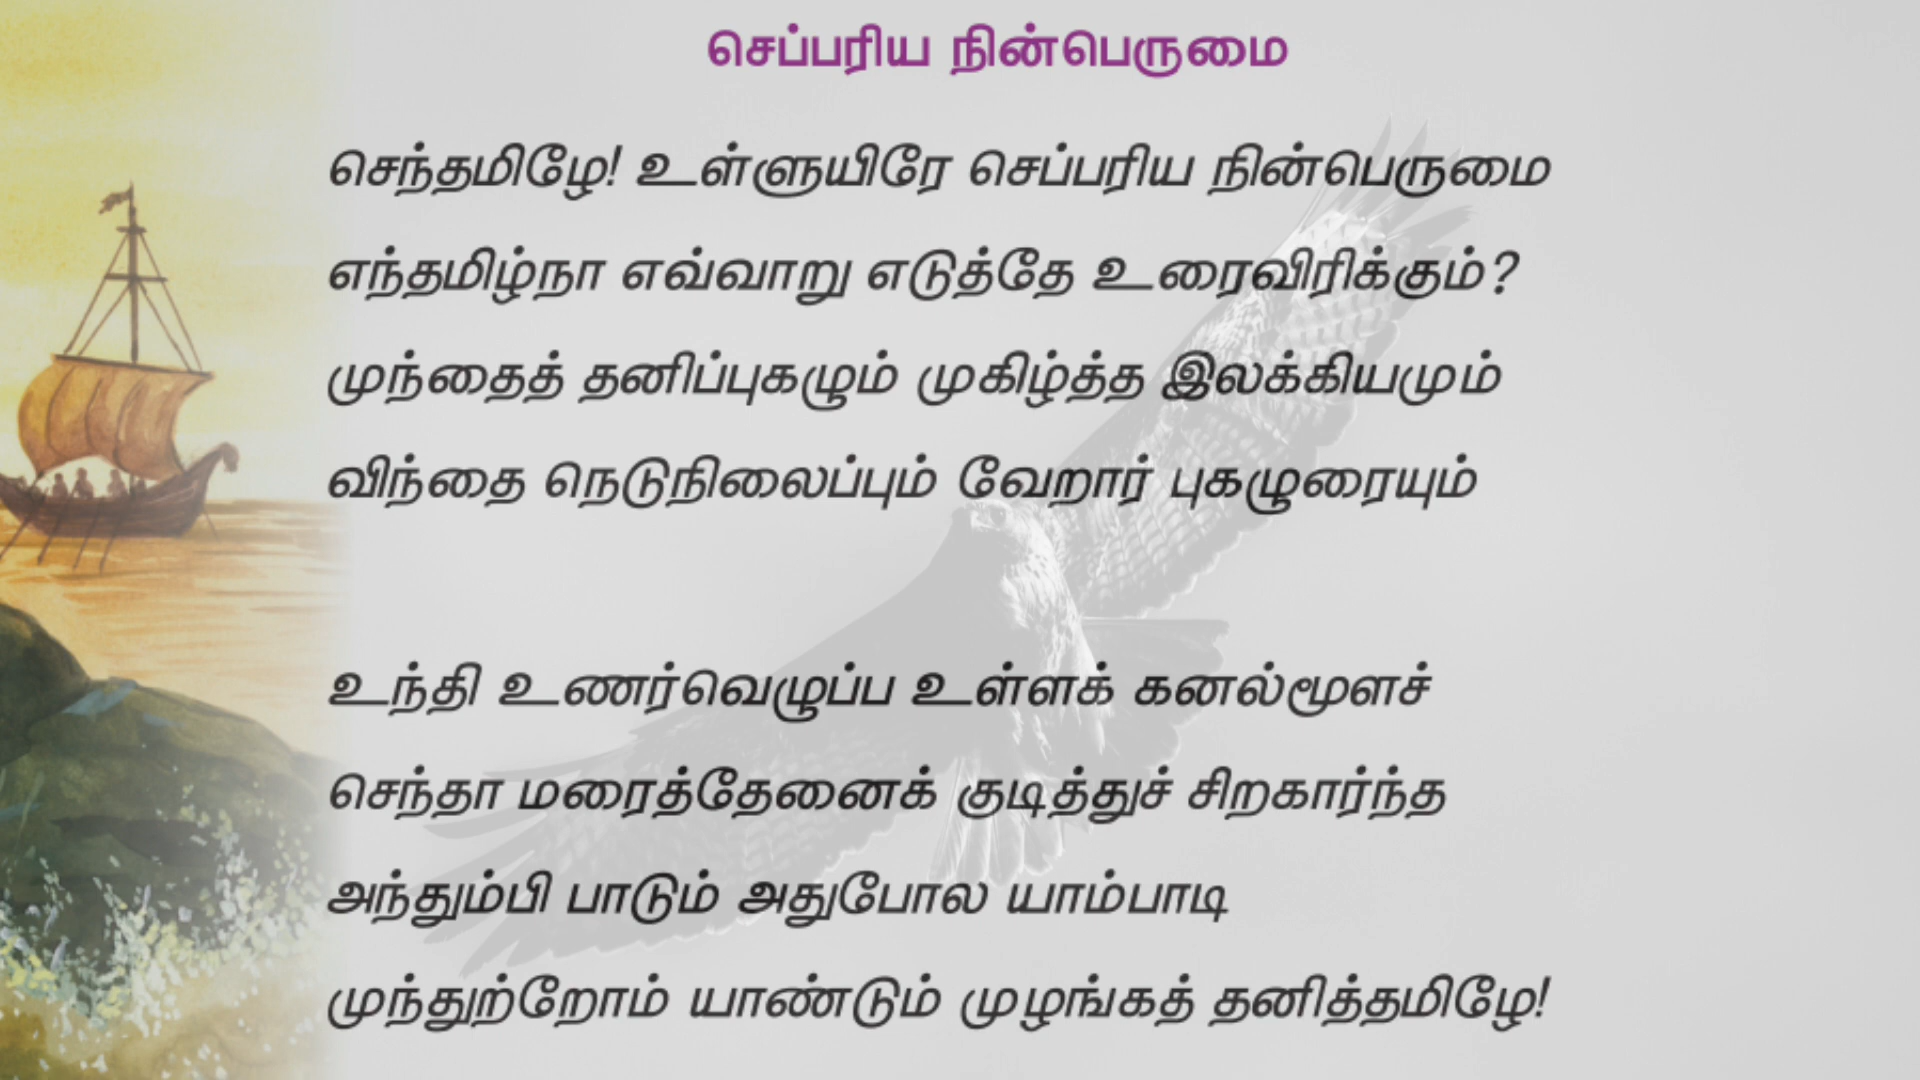 செப்பரிய நின்பெருமை
செந்தமிழே! உள்ளுயிரே செப்பரிய நின்பெருமை
எந்தமிழ்நா எவ்வாறு எடுத்தே உரைவிரிக்கும்?
முந்தைத் தனிப்புகழும் முகிழ்த்த இலக்கியமும்
விந்தை நெடுநிலைப்பும் வேறார் புகழுரையும்
உந்தி உணர்வெழுப்ப உள்ளக் கனல்மூளச்
செந்தா மரைத்தேனைக் குடித்துச் சிறகார்ந்த
அந்தும்பி பாடும் அதுபோல யாம்பாடி
முந்துற்றோம் யாண்டும் முழங்கத் தனித்தமிழே!